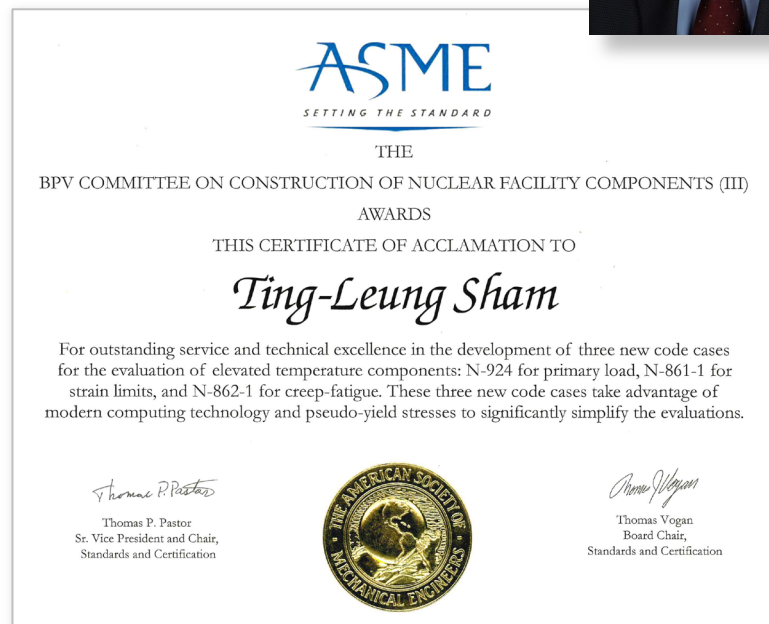 ASME
SETTING THE STANDARD
THE
BPV COMMITTEE ON CONSTRUCTION OF NUCLEAR FACILITY COMPONENTS (III)
AWARDS
THIS CERTIFICATE OF ACCLAMATION TO
Ting-Leung Sham
For outstanding service and technical excellence in the development of three new code cases
for the evaluation of elevated temperature components: N-924 for primary load, N-861-1 for
strain limits, and N-862-1 for creep-fatigue. These three new code cases take advantage of
modern computing technology and pseudo-yield stresses to significantly simplify the evaluations.
Thomas P. Pastor
Thomas J Vogan
Thomas P. Pastor
Sr. Vice President and Chair,
Standards and Certification
THE AMERICAN SOCIETY OF
MECHANICAL ENGINEERS
Thomas Vogan
Board Chair,
Standards and Certification